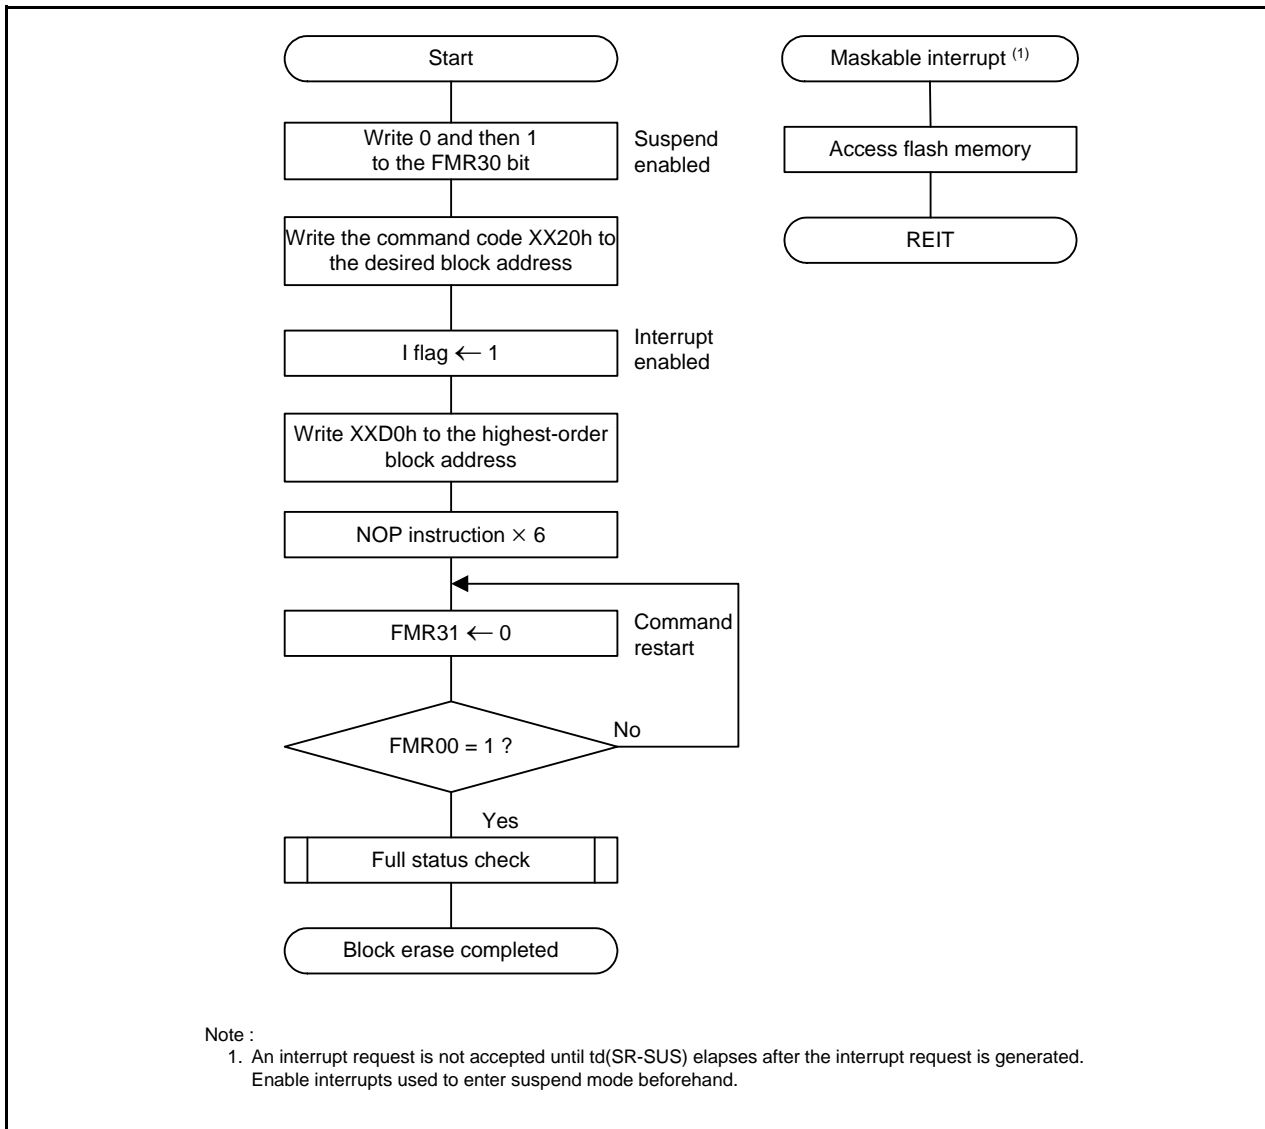 Start
Write 0 and then 1
to the FMR30 bit
Suspend
enabled
Write the command code XX20h to
the desired block address
I flag ← 1
Interrupt
enabled
Write XXD0h to the highest-order
block address
NOP instruction × 6
FMR31 ← 0
Command
restart
FMR00 = 1 ?
No
Yes
Full status check
Block erase completed
Maskable interrupt (1)
Access flash memory
REIT
Note :
1. An interrupt request is not accepted until td(SR-SUS) elapses after the interrupt request is generated.
Enable interrupts used to enter suspend mode beforehand.